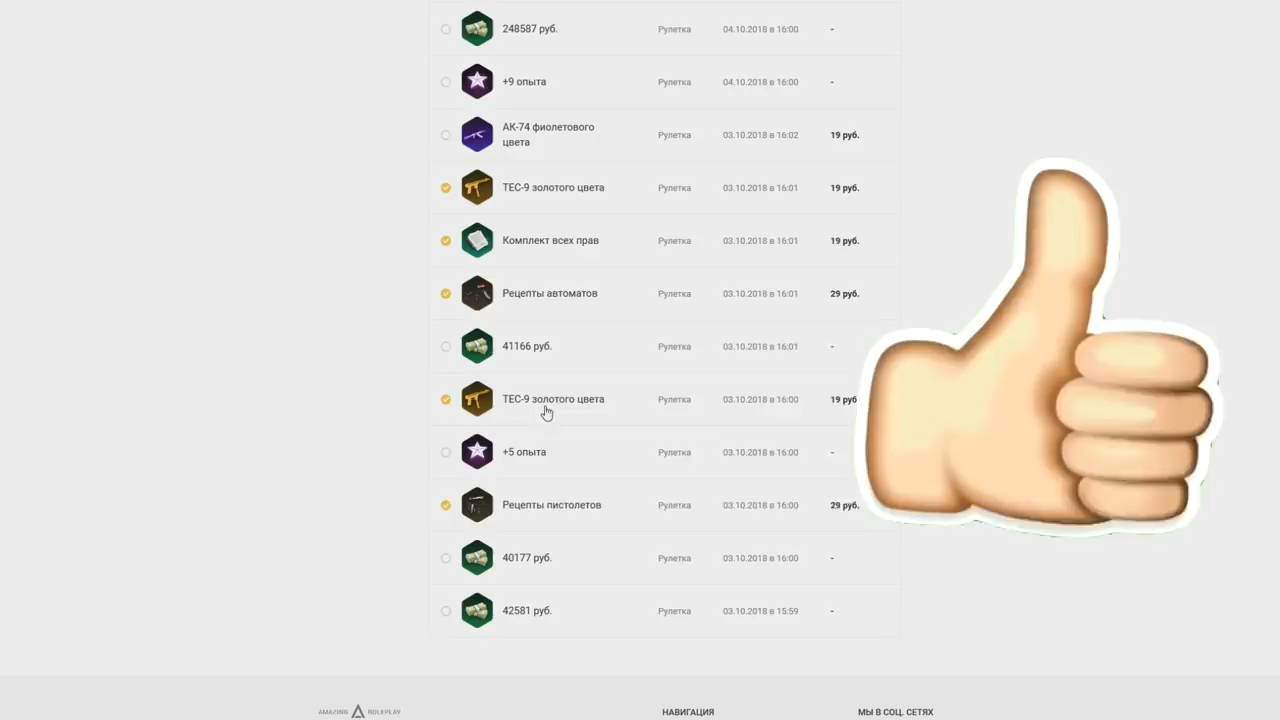 248587 руб. Рулетка 04.10.2018 в 16:00 -
+9 опыта Рулетка 04.10.2018 в 16:00 -
АК-74 фиолетового
цвета Рулетка 03.10.2018 в 16:02 19 руб.
TEC-9 золотого цвета Рулетка 03.10.2018 в 16:01 19 руб.
Комплект всех прав Рулетка 03.10.2018 в 16:01 19 руб.
Рецепты автоматов Рулетка 03.10.2018 в 16:01 29 руб.
41166 руб. Рулетка 03.10.2018 в 16:01 -
TEC-9 золотого цвета Рулетка 03.10.2018 в 16:00 19 руб
+5 опыта Рулетка 03.10.2018 в 16:00 -
Рецепты пистолетов Рулетка 03.10.2018 в 16:00 29 руб.
40177 руб. Рулетка 03.10.2018 в 16:00 -
42581 руб. Рулетка 03.10.2018 в 15:59 -
AMAZING ROLEPLAY НАВИГАЦИЯ МЫ В СОЦ. СЕТЯХ